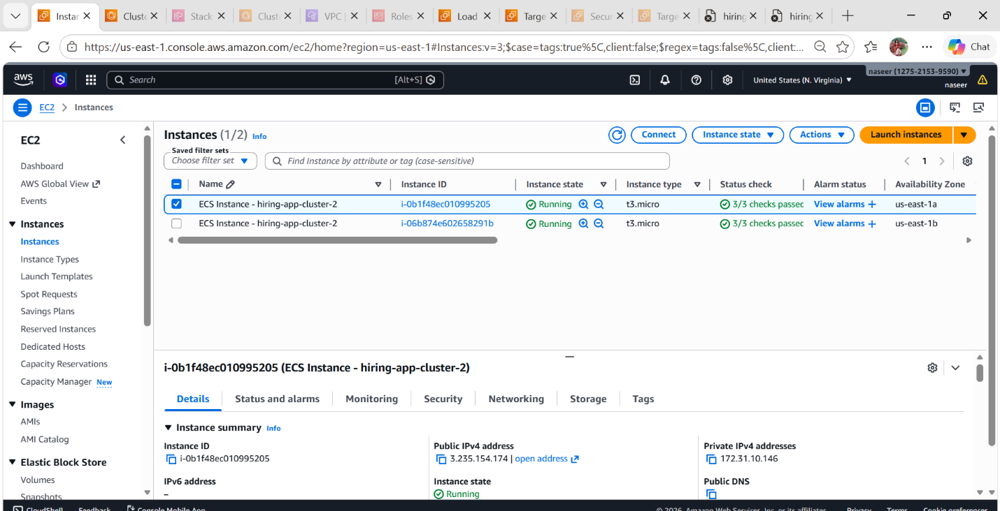 Instar
Cluste
Stack
Cluste
VPC |
Roles
Load
Targe
Secur
Targe
hiring
hiring
https://us-east-1.console.aws.amazon.com/ec2/home?region=us-east-1#Instances:v=3;$case=tags:true%5C,client:false;$regex=tags:false%5C,client:...
Chat
aws
Search
[Alt+S]
United States (N. Virginia) ▼
naseer (1275-2153-9590) ▼
naseer
EC2 > Instances
EC2
Dashboard
AWS Global View
Events
Instances
Instances
Instance Types
Launch Templates
Spot Requests
Savings Plans
Reserved Instances
Dedicated Hosts
Capacity Reservations
Capacity Manager New
Images
AMIs
AMI Catalog
Elastic Block Store
Volumes
Snapshots
Instances (1/2) Info
Connect
Instance state ▼
Actions ▼
Launch instances ▼
Saved filter sets
Choose filter set ▼
Find Instance by attribute or tag (case-sensitive)
< 1 >
Name Instance ID Instance state Instance type Status check Alarm status Availability Zone
ECS Instance - hiring-app-cluster-2 i-0b1f48ec010995205 Running t3.micro 3/3 checks passec View alarms + us-east-1a
ECS Instance - hiring-app-cluster-2 i-06b874e602658291b Running t3.micro 3/3 checks passec View alarms + us-east-1b
i-0b1f48ec010995205 (ECS Instance - hiring-app-cluster-2)
Details Status and alarms Monitoring Security Networking Storage Tags
Instance summary Info
Instance ID
i-0b1f48ec010995205
Public IPv4 address
3.235.154.174 | open address
Private IPv4 addresses
172.31.10.146
IPv6 address
–
Instance state
Running
Public DNS
CloudShell Feedback Console Mobile App © 2026, Amazon Web Services, Inc. or its affiliates. Privacy Terms Cookie preferences